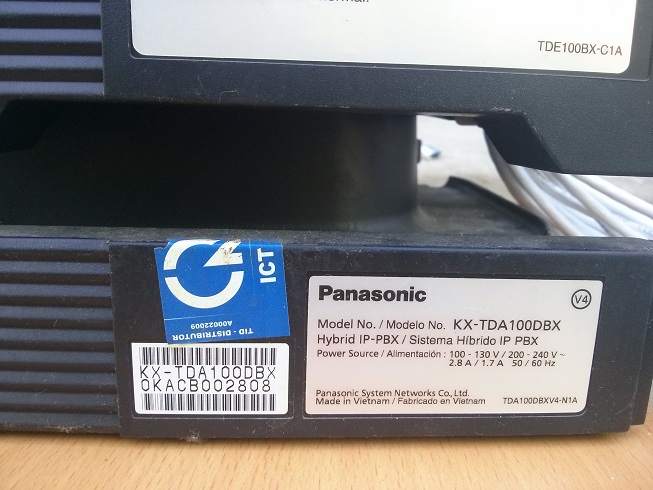 TDE100BX-C1A
ICT
TID - DISTRIBUTOR
A00022009
KX-TDA100DBX
0KACB002808
Panasonic
V4
Model No. / Modelo No. KX-TDA100DBX
Hybrid IP-PBX / Sistema Híbrido IP PBX
Power Source / Alimentación : 100 - 130 V / 200 - 240 V ~
2.8 A / 1.7 A 50 / 60 Hz
Panasonic System Networks Co., Ltd.
Made in Vietnam / Fabricado en Vietnam
TDA100DBXV4-N1A